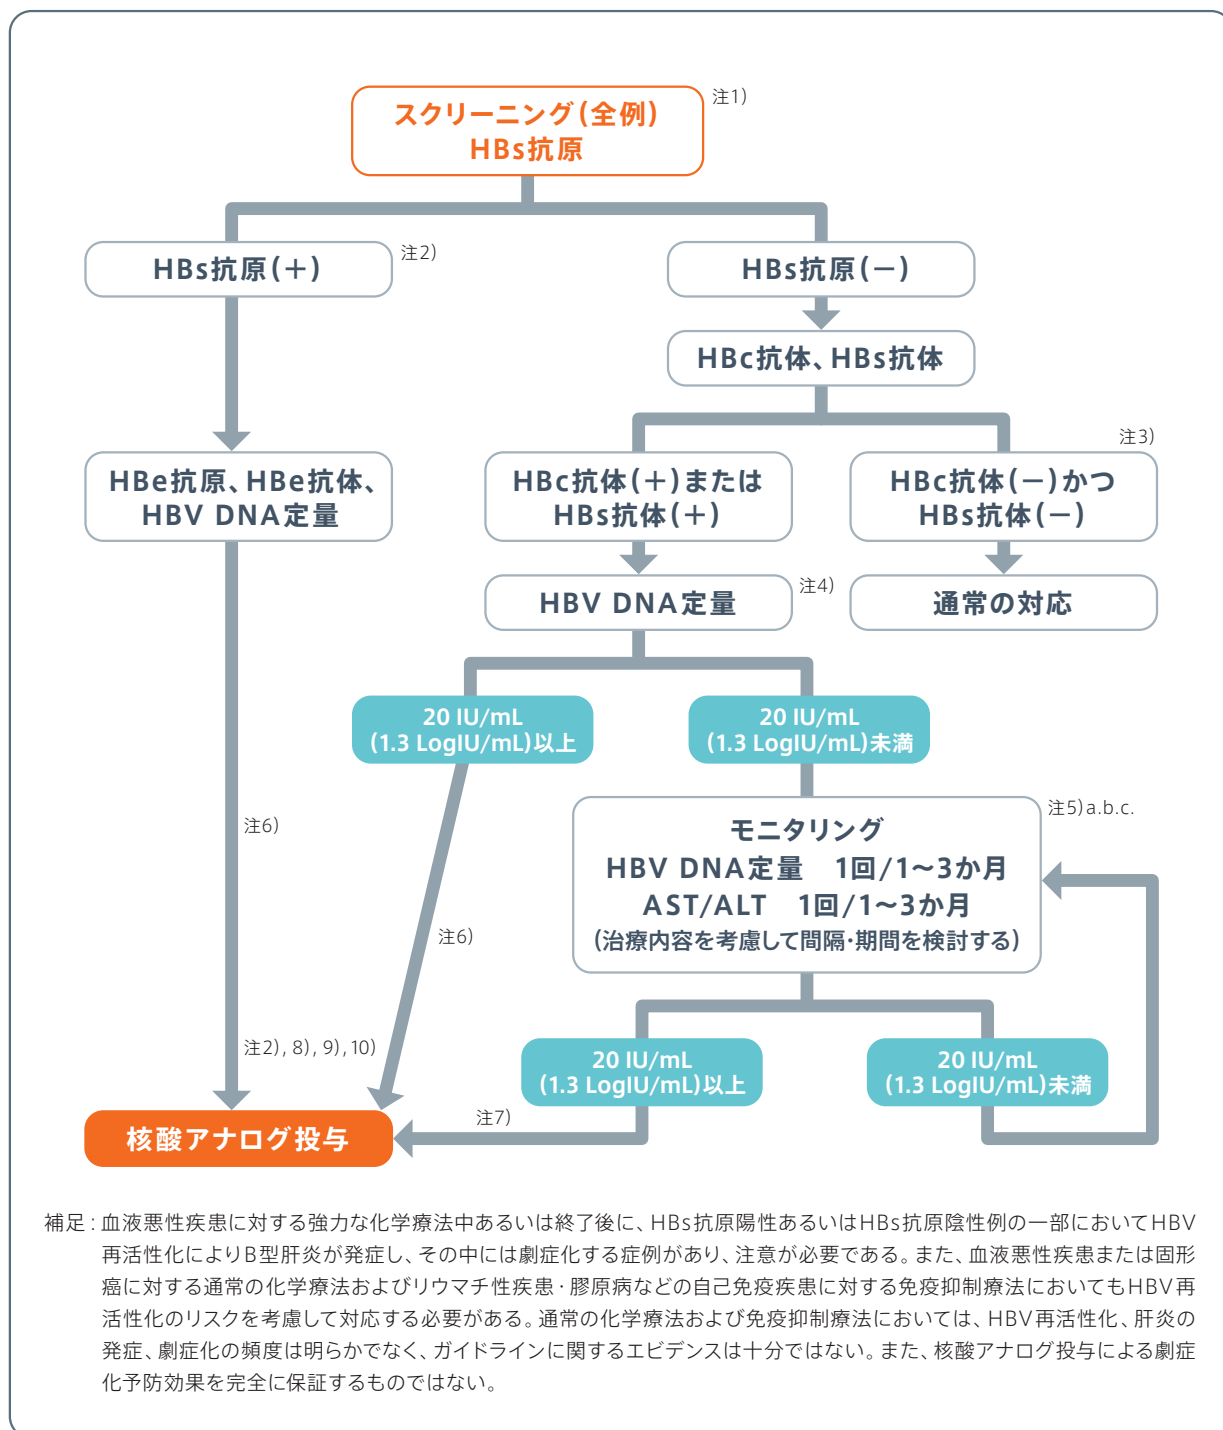 注1)
スクリーニング(全例)
HBs抗原
HBs抗原(＋)
注2)
HBs抗原(－)
HBc抗体、HBs抗体
注3)
HBe抗原、HBe抗体、
HBV DNA定量
HBc抗体(＋)または
HBs抗体(＋)
HBc抗体(－)かつ
HBs抗体(－)
HBV DNA定量
注4)
通常の対応
20 IU/mL
(1.3 LogIU/mL)以上
20 IU/mL
(1.3 LogIU/mL)未満
注5)a.b.c.
モニタリング
HBV DNA定量　1回/1〜3か月
AST/ALT　1回/1〜3か月
(治療内容を考慮して間隔・期間を検討する)
注6)
注6)
注2), 8), 9), 10)
20 IU/mL
(1.3 LogIU/mL)以上
20 IU/mL
(1.3 LogIU/mL)未満
注7)
核酸アナログ投与
補足 : 血液悪性疾患に対する強力な化学療法中あるいは終了後に、HBs抗原陽性あるいはHBs抗原陰性例の一部においてHBV
再活性化によりB型肝炎が発症し、その中には劇症化する症例があり、注意が必要である。また、血液悪性疾患または固形
癌に対する通常の化学療法およびリウマチ性疾患・膠原病などの自己免疫疾患に対する免疫抑制療法においてもHBV再
活性化のリスクを考慮して対応する必要がある。通常の化学療法および免疫抑制療法においては、HBV再活性化、肝炎の
発症、劇症化の頻度は明らかでなく、ガイドラインに関するエビデンスは十分ではない。また、核酸アナログ投与による劇症
化予防効果を完全に保証するものではない。